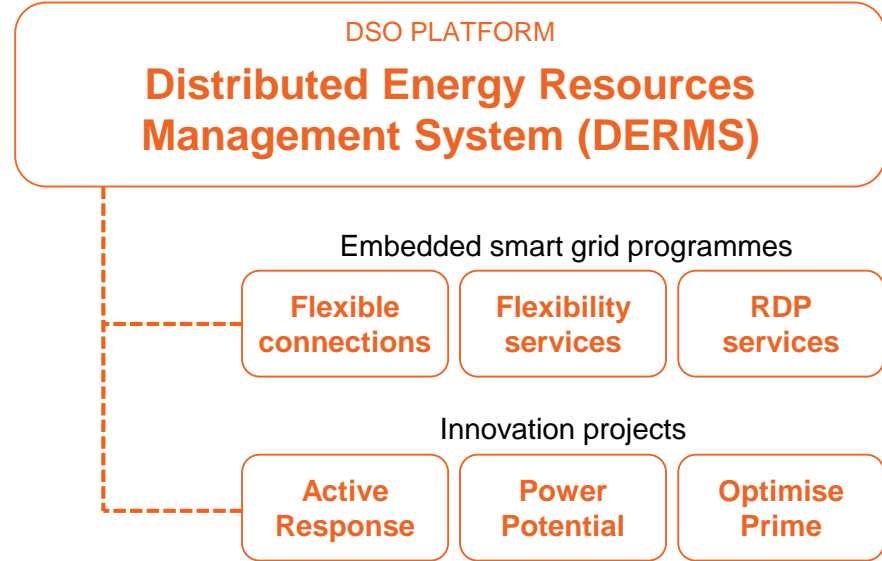 DSO PLATFORM
Distributed Energy Resources
Management System (DERMS)
Embedded smart grid programmes
Flexible
connections
Flexibility
services
RDP
services
Innovation projects
Active
Response
Power
Potential
Optimise
Prime